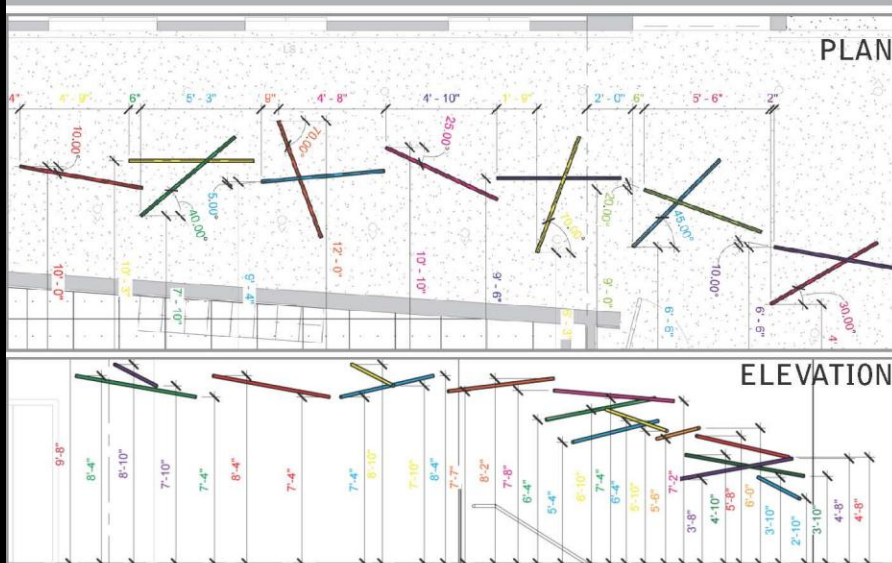 PLAN
4"
4' - 9"
6"
5' - 3"
6"
4' - 8"
4' - 10"
1' - 9"
2' - 0"
6"
5' - 6"
2"
10.00°
40.00°
5.00°
70.00°
25.00°
70.00°
20.00°
45.00°
10.00°
30.00°
10' - 0"
10' - 3"
7' - 10"
9' - 4"
12' - 0"
10' - 10"
9' - 6"
9' - 0"
6' - 6"
6' - 6"
4'
ELEVATION
9'-8"
8'-4"
8'-10"
7'-10"
7'-4"
8'-4"
7'-4"
7'-4"
8'-10"
7'-10"
8'-4"
7'-7"
8'-2"
7'-8"
6'-4"
5'-4"
6'-10"
7'-4"
6'-4"
5'-10"
5'-6"
7'-2"
3'-8"
4'-10"
5'-8"
6'-0"
3'-10"
2'-10"
3'-10"
4'-8"
4'-8"